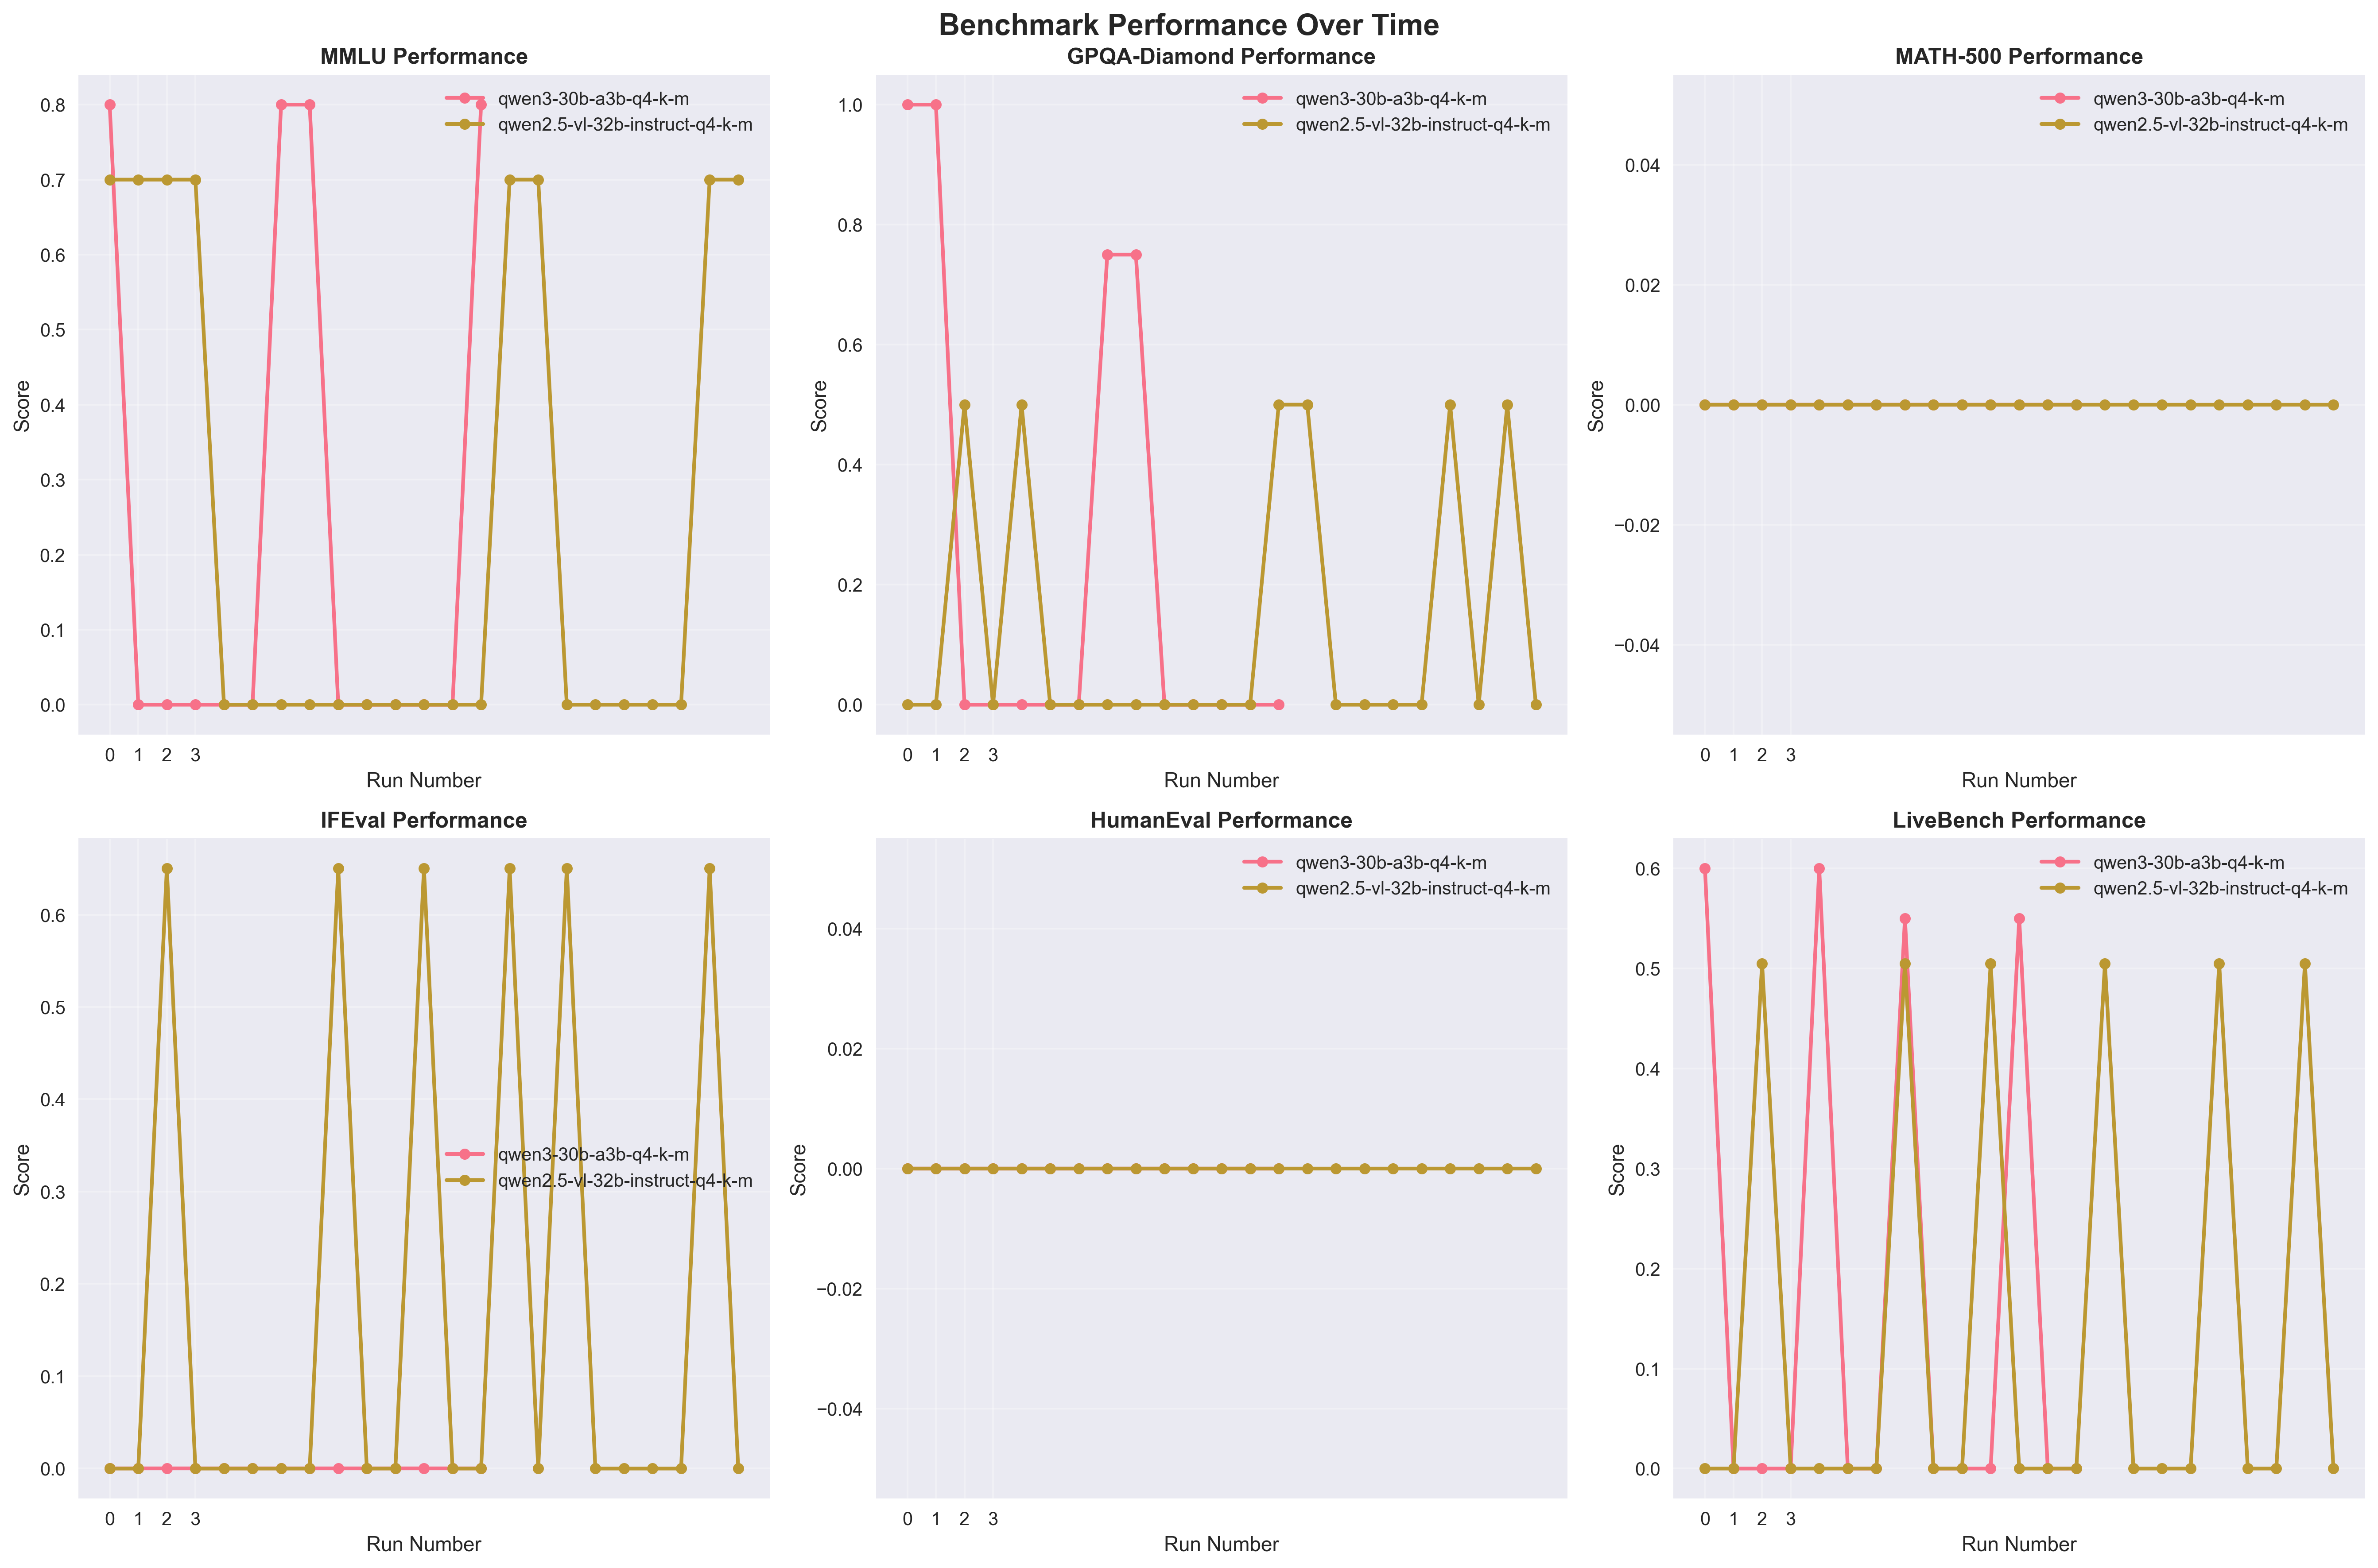 Benchmark Performance Over Time
MMLU Performance
0.8
0.7
0.6
0.5
0.4
0.3
0.2
0.1
0.0
Score
0 1 2 3
Run Number
qwen3-30b-a3b-q4-k-m
qwen2.5-vl-32b-instruct-q4-k-m
GPQA-Diamond Performance
1.0
0.8
0.6
0.4
0.2
0.0
Score
0 1 2 3
Run Number
qwen3-30b-a3b-q4-k-m
qwen2.5-vl-32b-instruct-q4-k-m
MATH-500 Performance
0.04
0.02
0.00
−0.02
−0.04
Score
0 1 2 3
Run Number
qwen3-30b-a3b-q4-k-m
qwen2.5-vl-32b-instruct-q4-k-m
IFEval Performance
0.6
0.5
0.4
0.3
0.2
0.1
0.0
Score
0 1 2 3
Run Number
qwen3-30b-a3b-q4-k-m
qwen2.5-vl-32b-instruct-q4-k-m
HumanEval Performance
0.04
0.02
0.00
−0.02
−0.04
Score
0 1 2 3
Run Number
qwen3-30b-a3b-q4-k-m
qwen2.5-vl-32b-instruct-q4-k-m
LiveBench Performance
0.6
0.5
0.4
0.3
0.2
0.1
0.0
Score
0 1 2 3
Run Number
qwen3-30b-a3b-q4-k-m
qwen2.5-vl-32b-instruct-q4-k-m